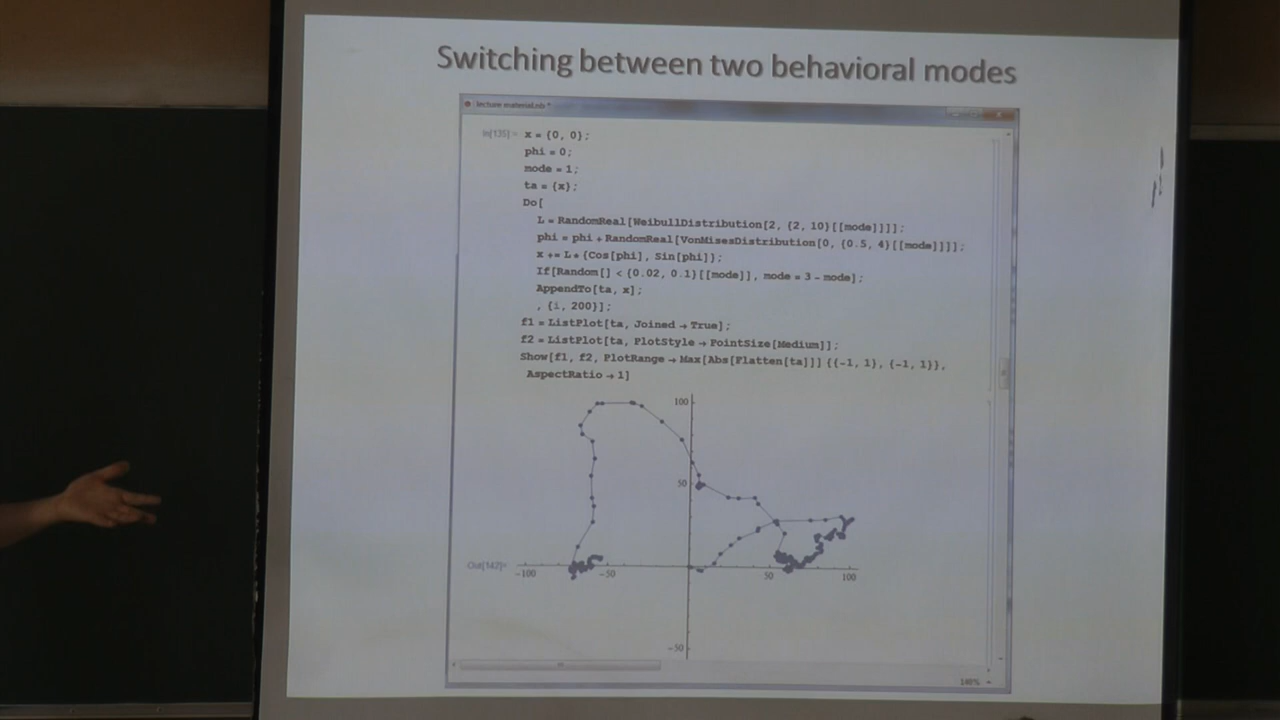 Switching between two behavioral modes
lecture material.nb *
In[135]:= x = {0, 0};
phi = 0;
mode = 1;
ta = {x};
Do[
L = RandomReal[WeibullDistribution[2, {2, 10}[[mode]]]];
phi = phi + RandomReal[VonMisesDistribution[0, {0.5, 4}[[mode]]]];
x += L * {Cos[phi], Sin[phi]};
If[Random[] < {0.02, 0.1}[[mode]], mode = 3 - mode];
AppendTo[ta, x];
, {i, 200}];
f1 = ListPlot[ta, Joined → True];
f2 = ListPlot[ta, PlotStyle → PointSize[Medium]];
Show[f1, f2, PlotRange → Max[Abs[Flatten[ta]]] {{-1, 1}, {-1, 1}},
AspectRatio → 1]
100
50
Out[142]=
-100 -50 50 100
-50
140%